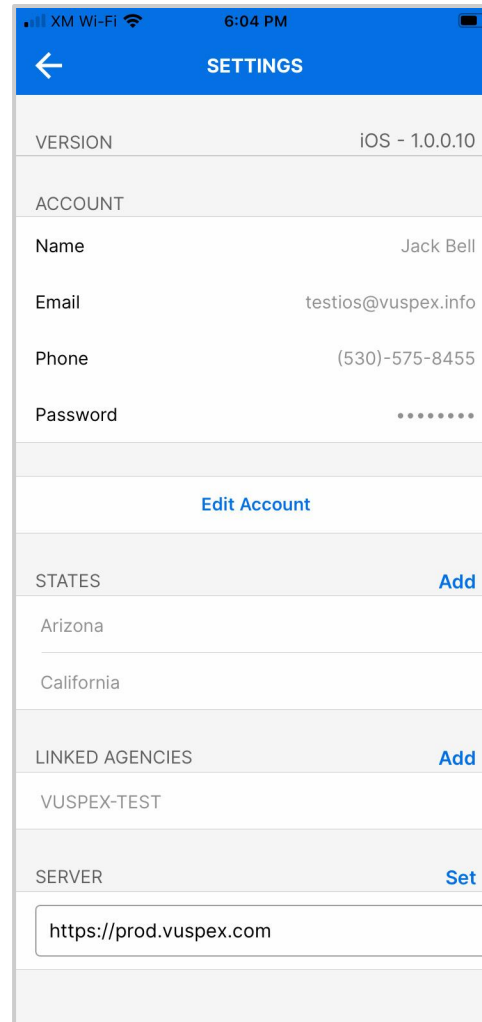 XM Wi-Fi 6:04 PM
SETTINGS
VERSION iOS - 1.0.0.10
ACCOUNT
Name Jack Bell
Email testios@vuspex.info
Phone (530)-575-8455
Password ••••••••
Edit Account
STATES Add
Arizona
California
LINKED AGENCIES Add
VUSPEX-TEST
SERVER Set
https://prod.vuspex.com